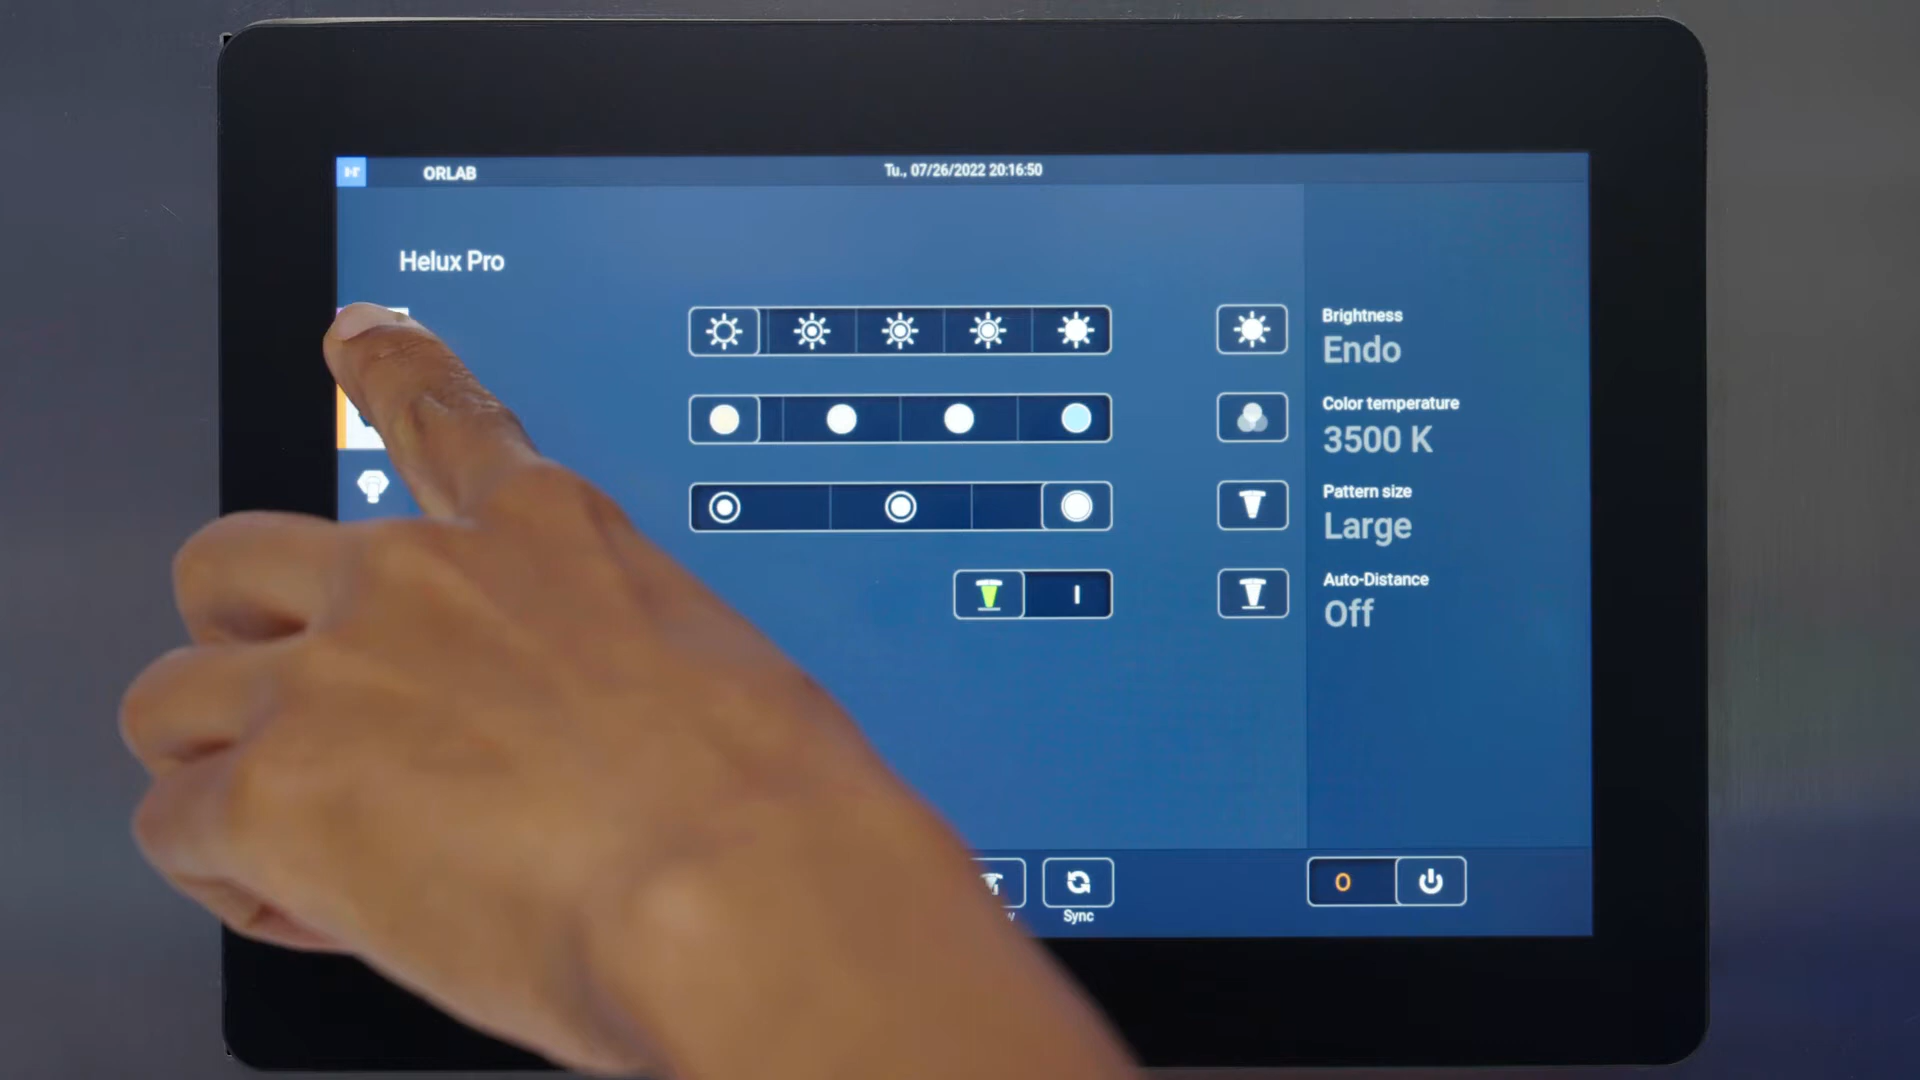 ORLAB
Tu., 07/26/2022 20:16:50
Helux Pro
Brightness
Endo
Color temperature
3500 K
Pattern size
Large
Auto-Distance
Off
I
O
Sync